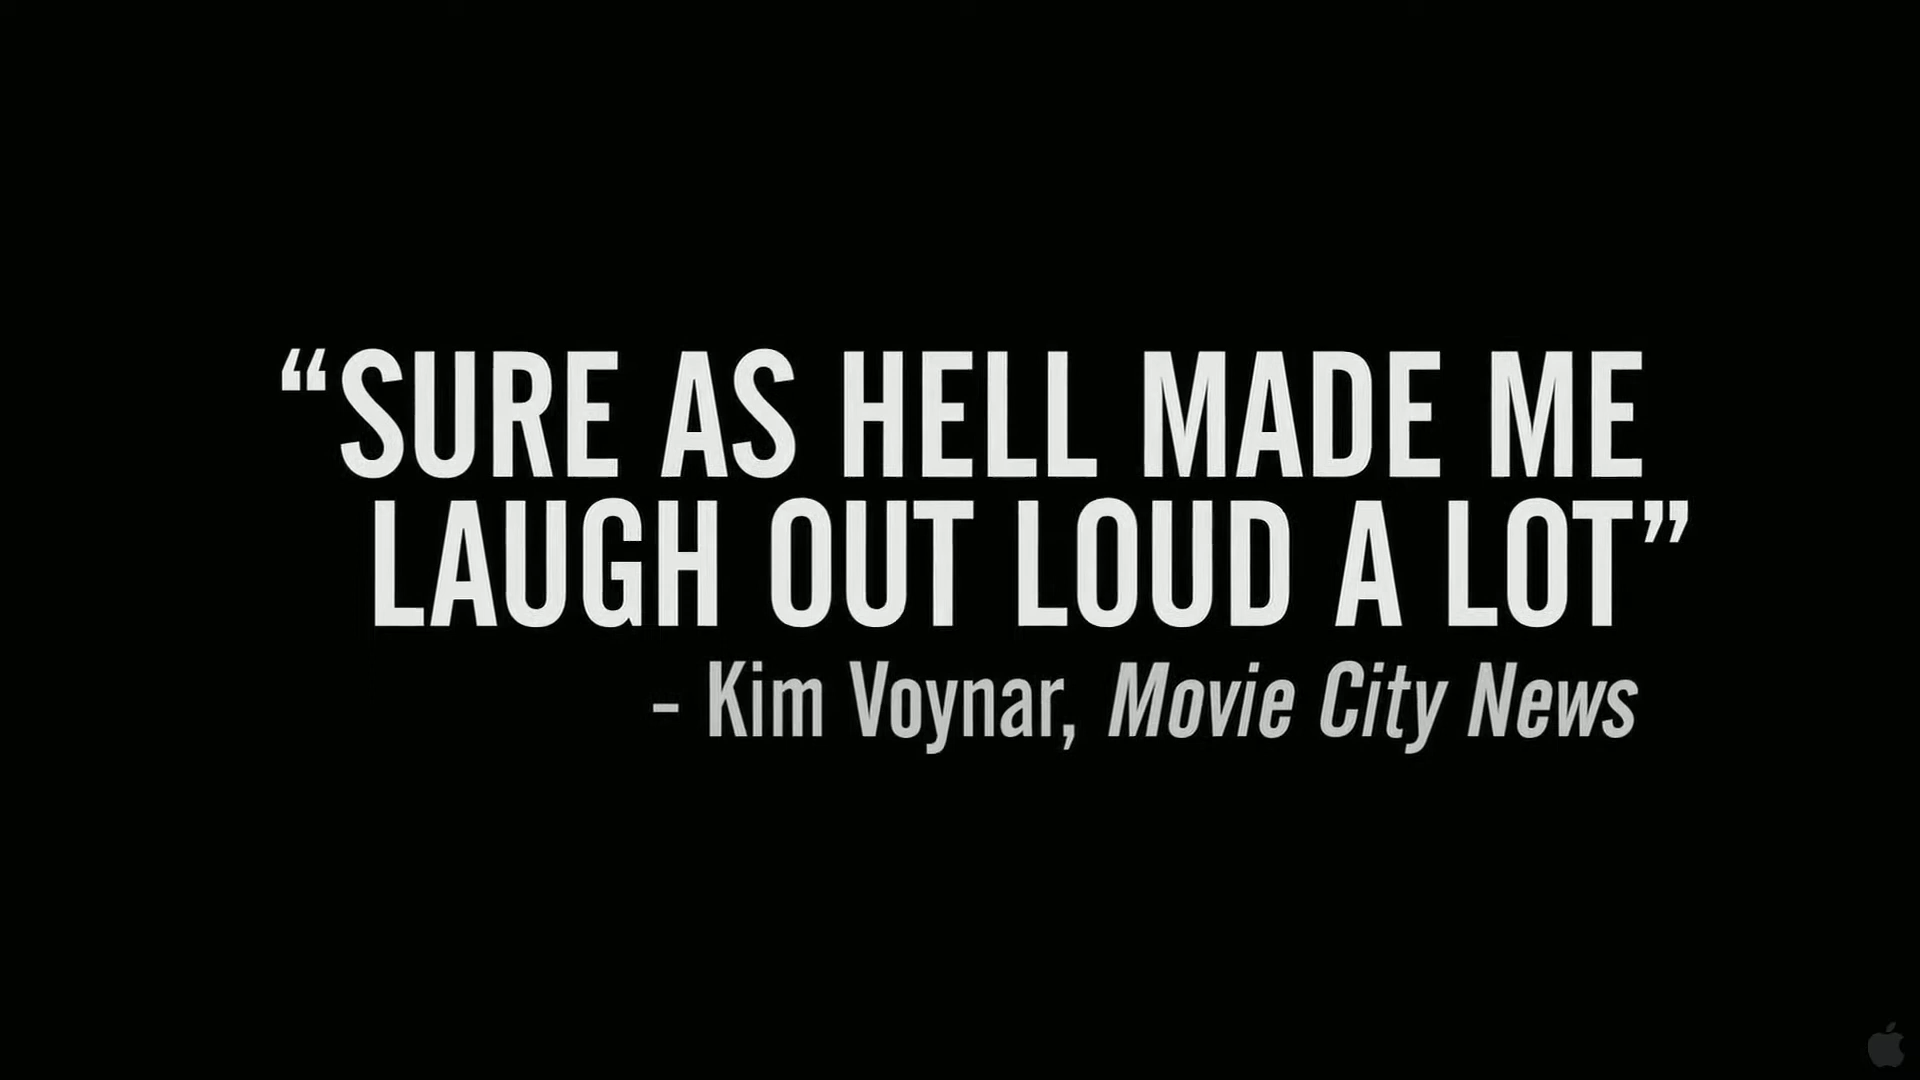 “SURE AS HELL MADE ME
LAUGH OUT LOUD A LOT”
– Kim Voynar, Movie City News